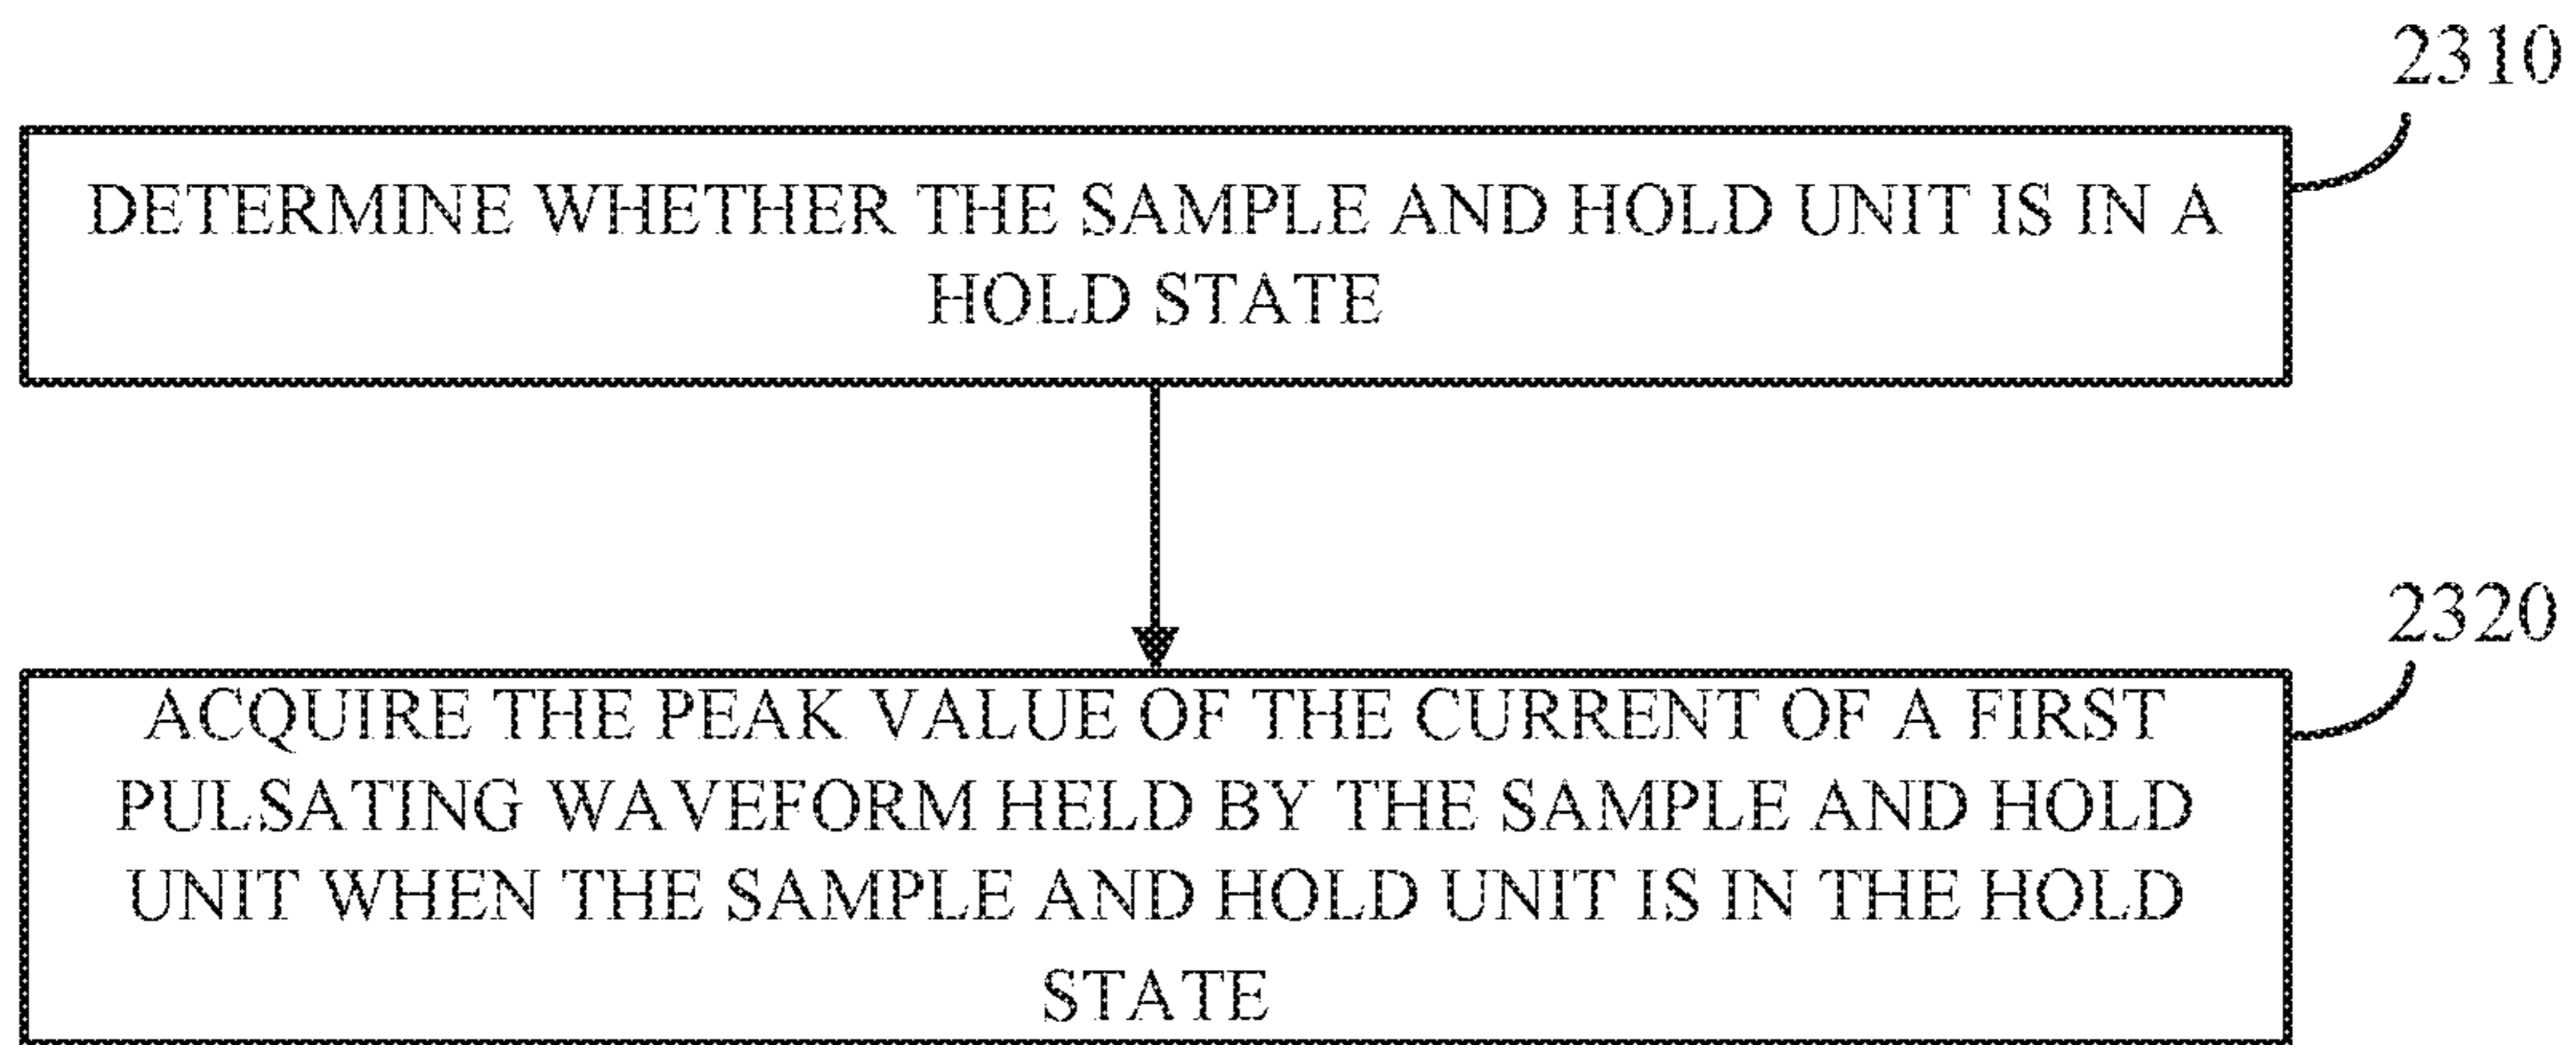 2310
DETERMINE WHETHER THE SAMPLE AND HOLD UNIT IS IN A
HOLD STATE
2320
ACQUIRE THE PEAK VALUE OF THE CURRENT OF A FIRST
PULSATING WAVEFORM HELD BY THE SAMPLE AND HOLD
UNIT WHEN THE SAMPLE AND HOLD UNIT IS IN THE HOLD
STATE